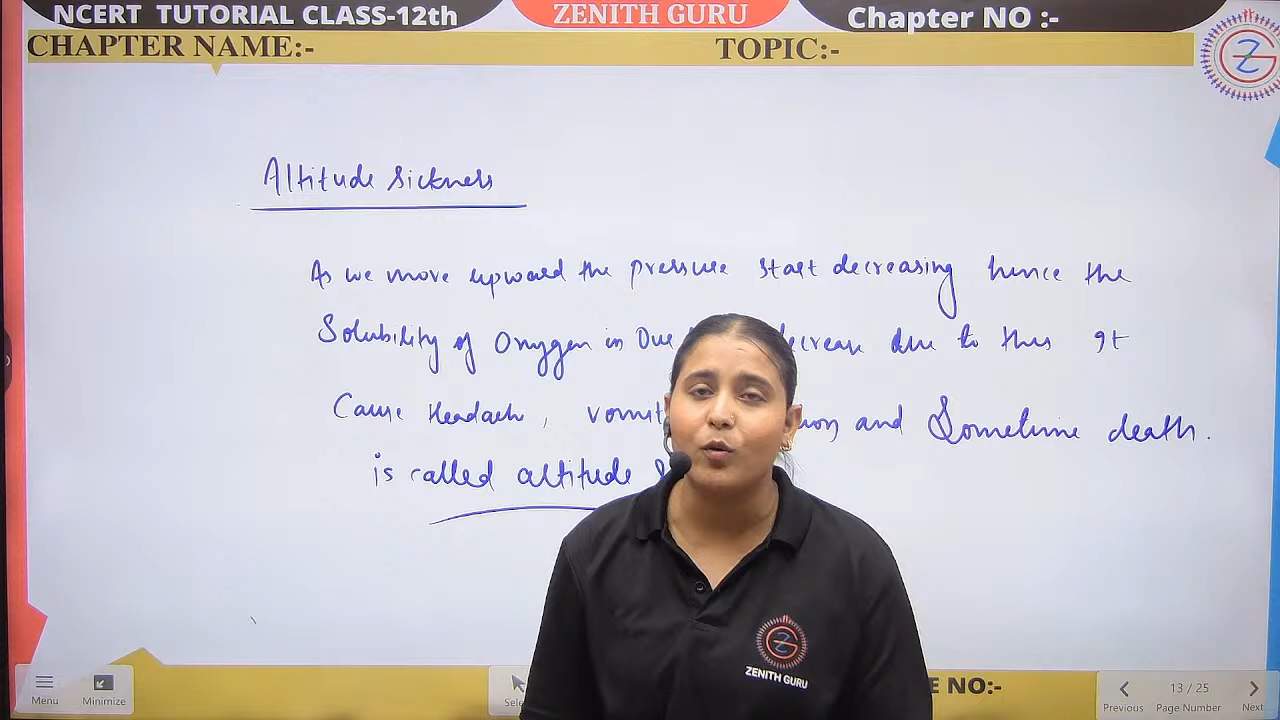 NCERT TUTORIAL CLASS-12th
ZENITH GURU
Chapter NO :-
CHAPTER NAME:-
TOPIC:-
Altitude sickness
As we move upward the pressure start decreasing hence the
Solubility of Oxygen in Our decrease due to this It
Cause Headach, vomit and Sometime death.
is called altitude
ZENITH GURU
E NO:-
Menu
Minimize
Sele
Previous
13 / 25
Page Number
Next